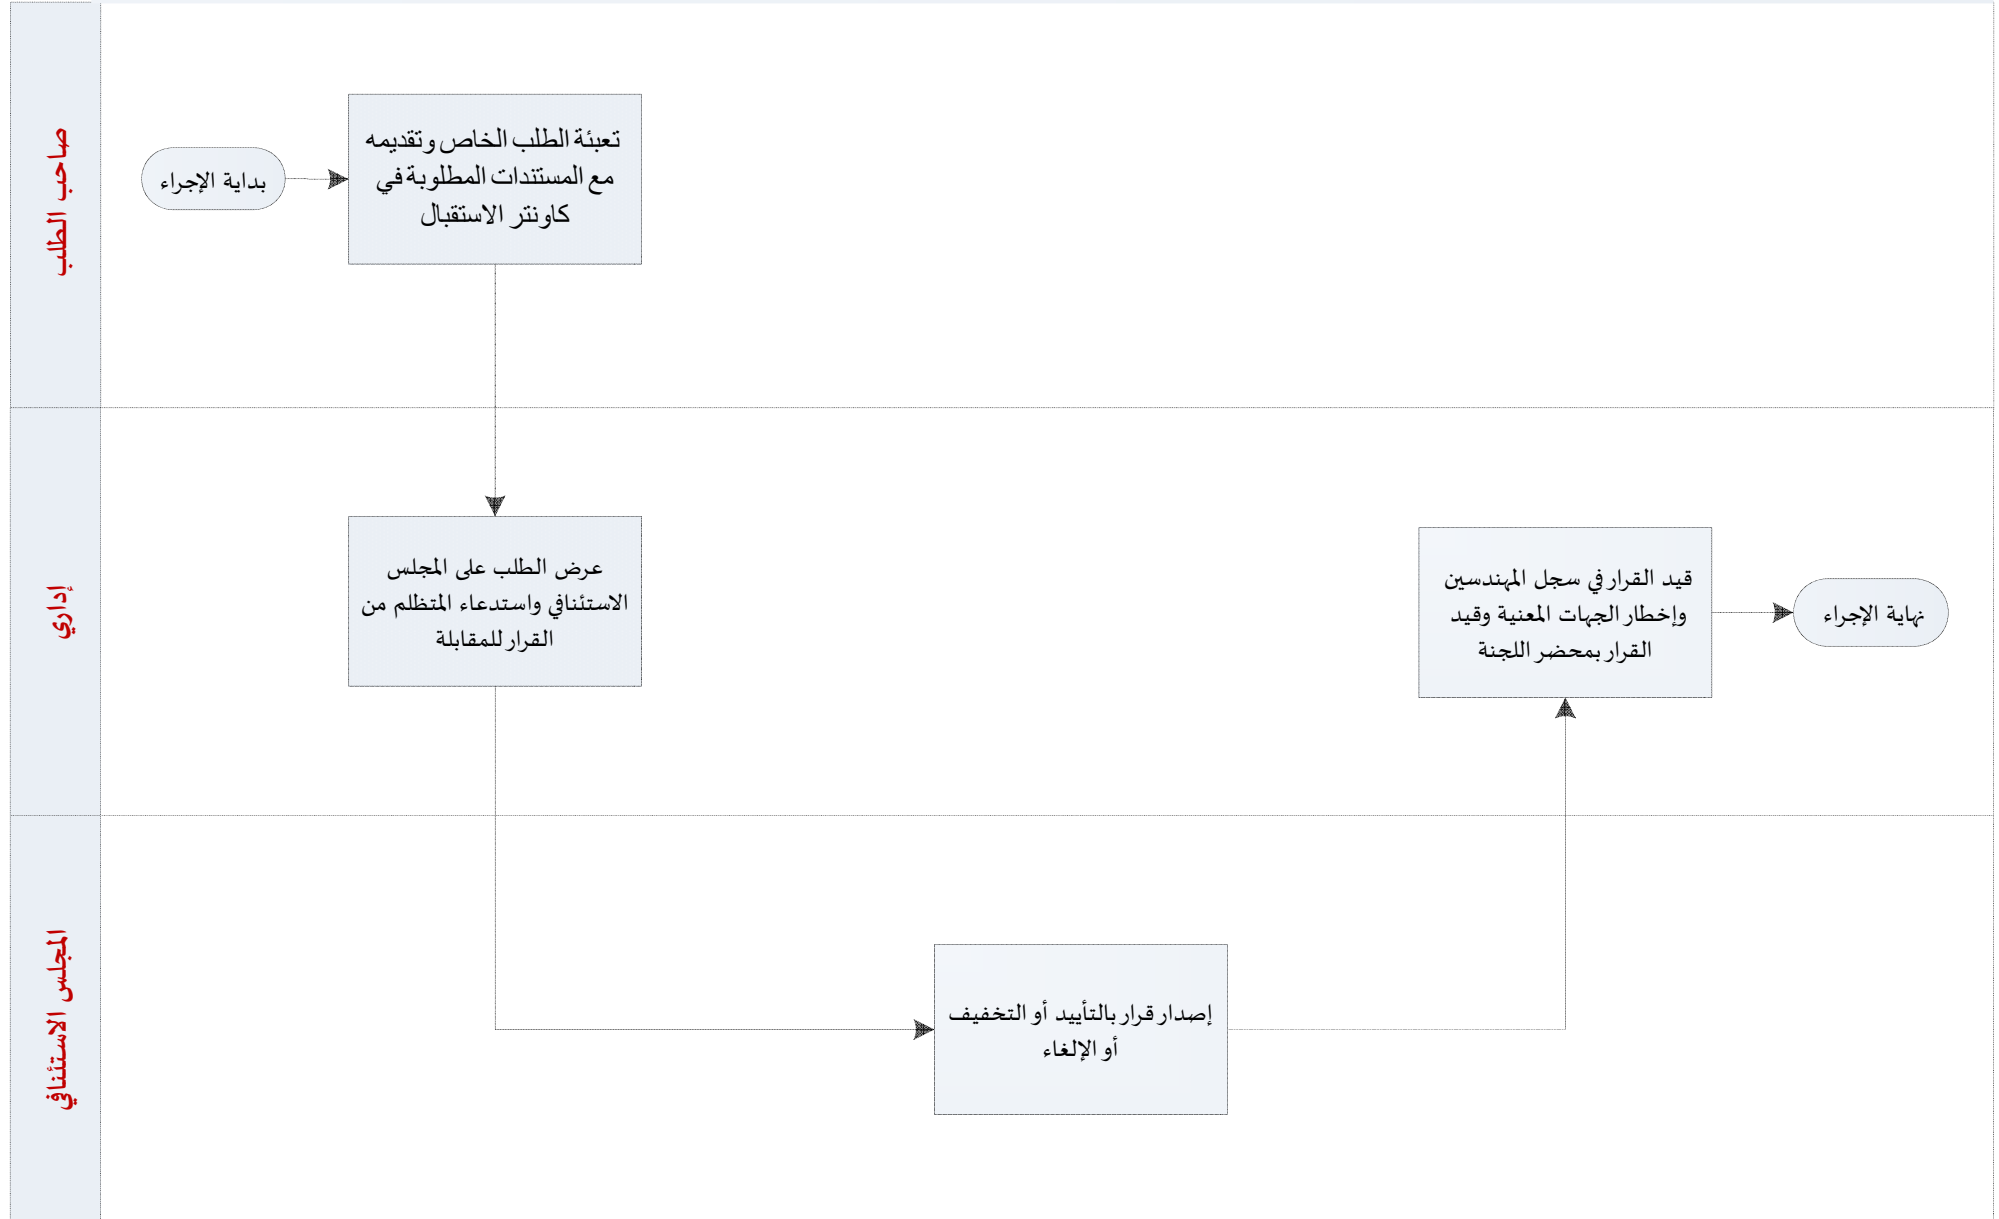 صاحب الطلب
بداية الإجراء
تعبئة الطلب الخاص وتقديمه
مع المستندات المطلوبة في
كاونتر الاستقبال
إداري
عرض الطلب على المجلس
الاستئنافي واستدعاء المتظلم من
القرار للمقابلة
قيد القرار في سجل المهندسين
وإخطار الجهات المعنية وقيد
القرار بمحضر اللجنة
نهاية الإجراء
المجلس الاستئنافي
إصدار قرار بالتأييد أو التخفيف
أو الإلغاء